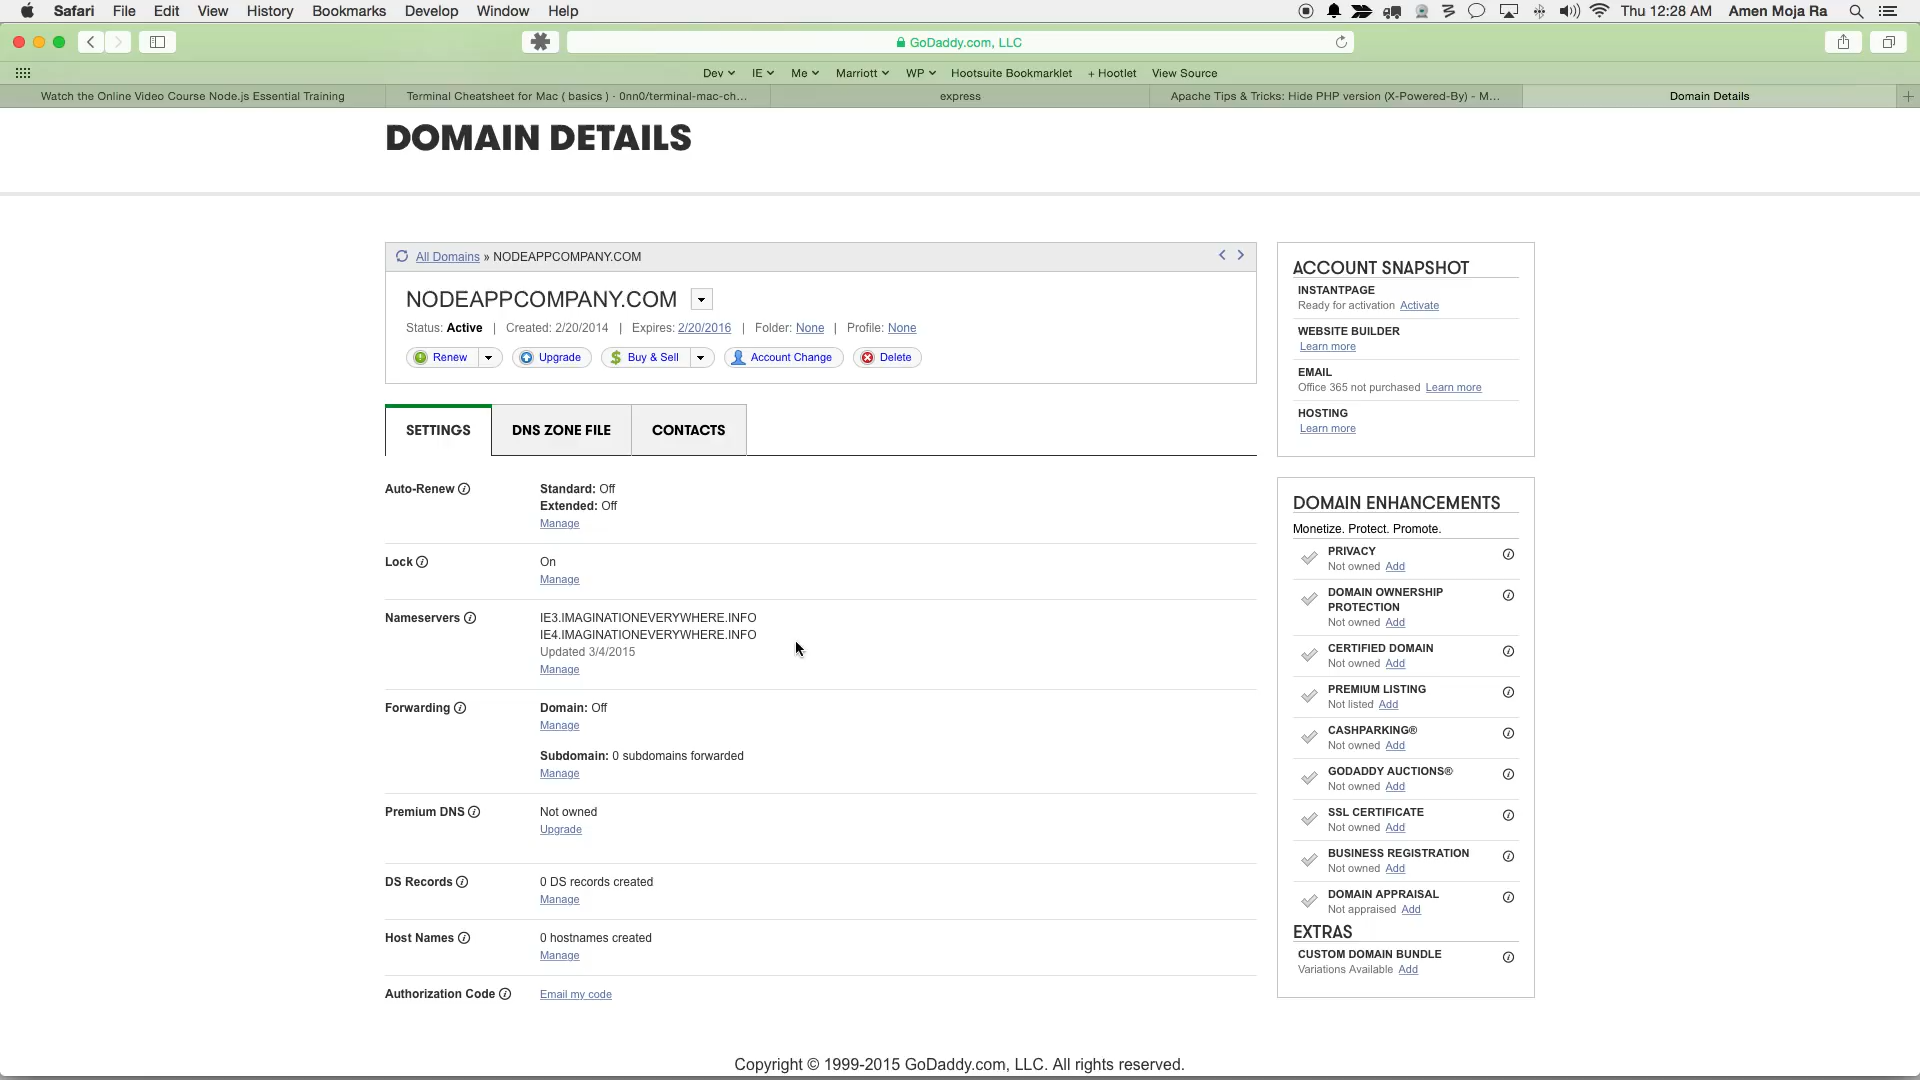 Safari File Edit View History Bookmarks Develop Window Help Thu 12:28 AM Amen Moja Ra
GoDaddy.com, LLC
Dev IE Me Marriott WP Hootsuite Bookmarklet + Hootlet View Source
Watch the Online Video Course Node.js Essential Training
Terminal Cheatsheet for Mac ( basics ) · 0nn0/terminal-mac-ch...
express
Apache Tips & Tricks: Hide PHP version (X-Powered-By) - M...
Domain Details
DOMAIN DETAILS
All Domains » NODEAPPCOMPANY.COM
NODEAPPCOMPANY.COM
Status: Active | Created: 2/20/2014 | Expires: 2/20/2016 | Folder: None | Profile: None
Renew Upgrade Buy & Sell Account Change Delete
SETTINGS DNS ZONE FILE CONTACTS
Auto-Renew
Standard: Off
Extended: Off
Manage
Lock
On
Manage
Nameservers
IE3.IMAGINATIONEVERYWHERE.INFO
IE4.IMAGINATIONEVERYWHERE.INFO
Updated 3/4/2015
Manage
Forwarding
Domain: Off
Manage
Subdomain: 0 subdomains forwarded
Manage
Premium DNS
Not owned
Upgrade
DS Records
0 DS records created
Manage
Host Names
0 hostnames created
Manage
Authorization Code
Email my code
ACCOUNT SNAPSHOT
INSTANTPAGE
Ready for activation Activate
WEBSITE BUILDER
Learn more
EMAIL
Office 365 not purchased Learn more
HOSTING
Learn more
DOMAIN ENHANCEMENTS
Monetize. Protect. Promote.
PRIVACY
Not owned Add
DOMAIN OWNERSHIP
PROTECTION
Not owned Add
CERTIFIED DOMAIN
Not owned Add
PREMIUM LISTING
Not listed Add
CASHPARKING®
Not owned Add
GODADDY AUCTIONS®
Not owned Add
SSL CERTIFICATE
Not owned Add
BUSINESS REGISTRATION
Not owned Add
DOMAIN APPRAISAL
Not appraised Add
EXTRAS
CUSTOM DOMAIN BUNDLE
Variations Available Add
Copyright © 1999-2015 GoDaddy.com, LLC. All rights reserved.